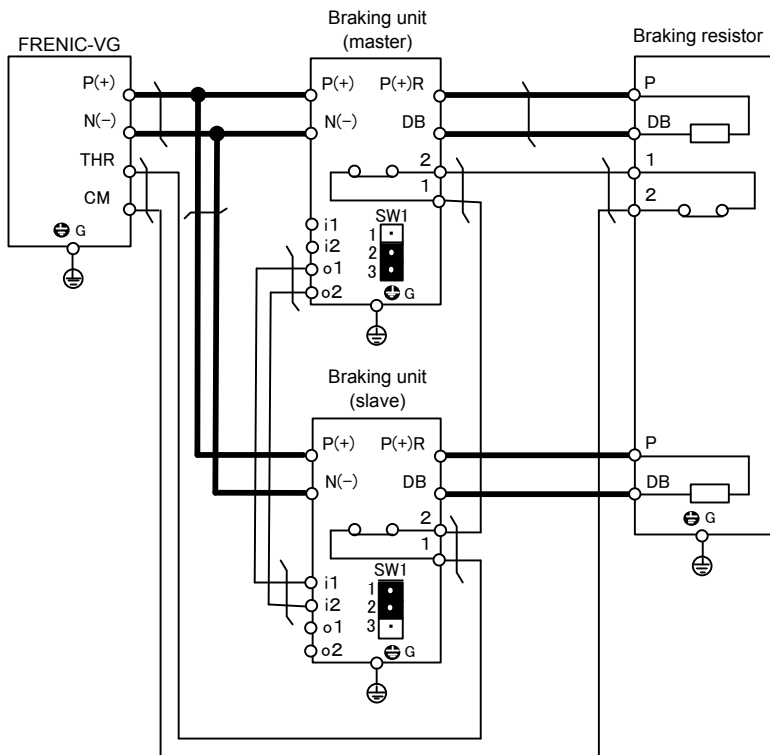 FRENIC-VG
P(+)
N(−)
THR
CM
G
Braking unit
(master)
P(+)
P(+)R
N(−)
DB
2
1
i1
i2
o1
o2
SW1
1
2
3
G
Braking resistor
P
DB
1
2
P
DB
G
Braking unit
(slave)
P(+)
P(+)R
N(−)
DB
2
1
SW1
i1
i2
o1
o2
1
2
3
G